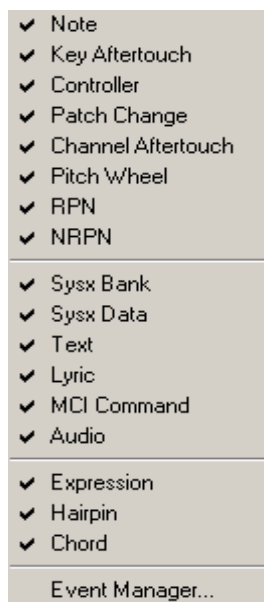 Note
Key Aftertouch
Controller
Patch Change
Channel Aftertouch
Pitch Wheel
RPN
NRPN
Sysx Bank
Sysx Data
Text
Lyric
MCI Command
Audio
Expression
Hairpin
Chord
Event Manager...